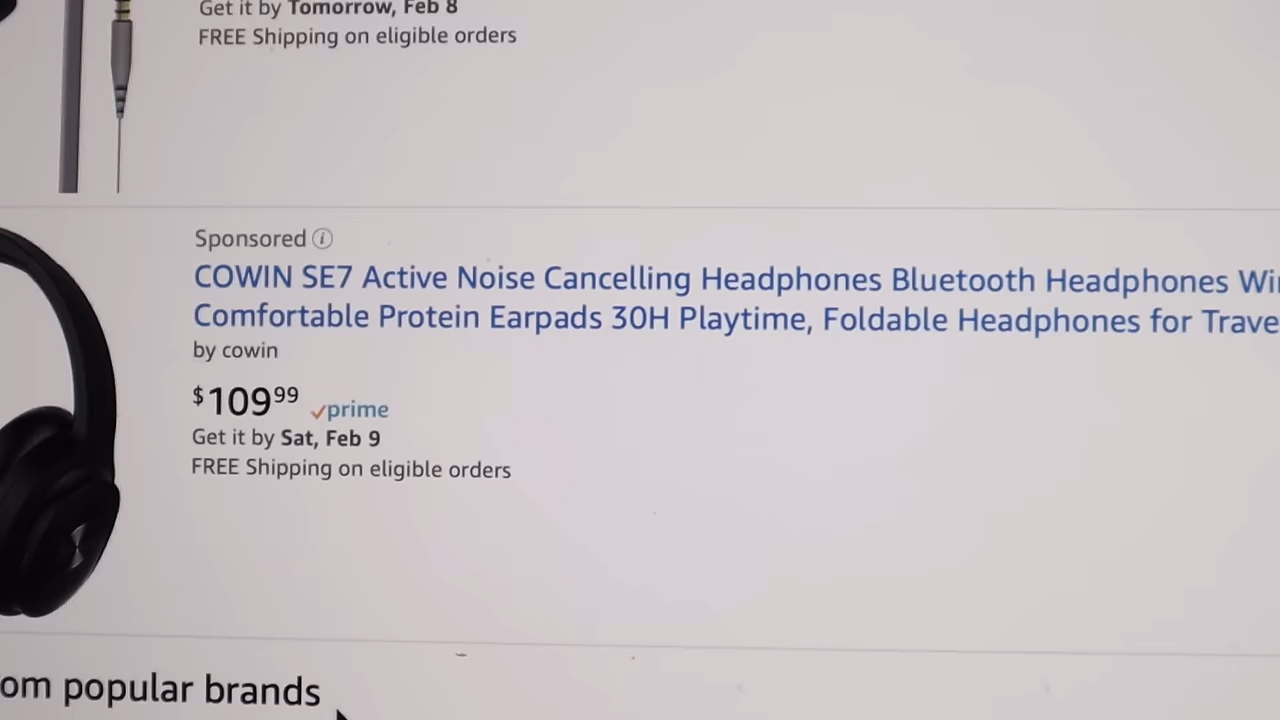 Get it by Tomorrow, Feb 8
FREE Shipping on eligible orders
Sponsored
COWIN SE7 Active Noise Cancelling Headphones Bluetooth Headphones
Comfortable Protein Earpads 30H Playtime, Foldable Headphones for
by cowin
$109.99 prime
Get it by Sat, Feb 9
FREE Shipping on eligible orders
popular brands